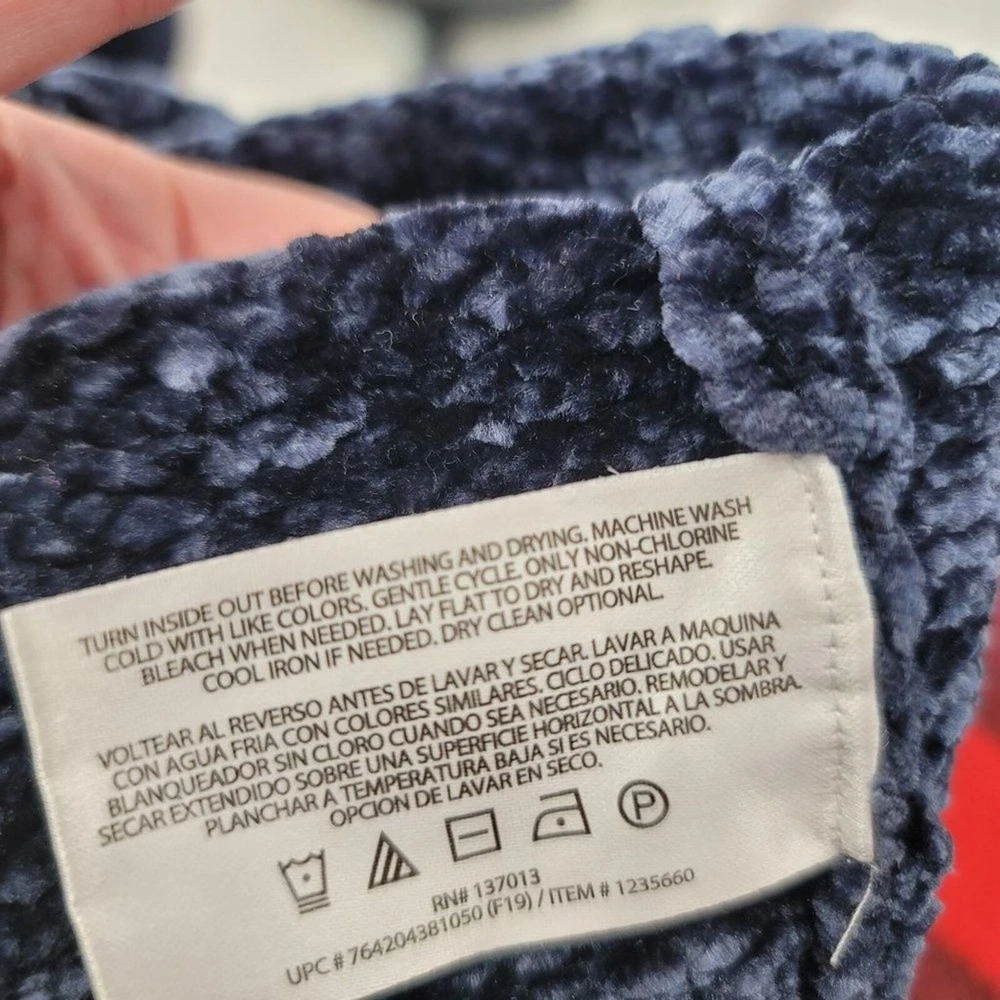 TURN INSIDE OUT BEFORE WASHING AND DRYING. MACHINE WASH
COLD WITH LIKE COLORS. GENTLE CYCLE. ONLY NON-CHLORINE
BLEACH WHEN NEEDED. LAY FLAT TO DRY AND RESHAPE.
COOL IRON IF NEEDED. DRY CLEAN OPTIONAL.
VOLTEAR AL REVERSO ANTES DE LAVAR Y SECAR. LAVAR A MAQUINA
CON AGUA FRIA CON COLORES SIMILARES. CICLO DELICADO. USAR
BLANQUEADOR SIN CLORO CUANDO SEA NECESARIO. REMODELAR Y
SECAR EXTENDIDO SOBRE UNA SUPERFICIE HORIZONTAL A LA SOMBRA.
PLANCHAR A TEMPERATURA BAJA SI ES NECESARIO.
OPCION DE LAVAR EN SECO.
P
RN# 137013
UPC # 764204381050 (F19) / ITEM # 1235660